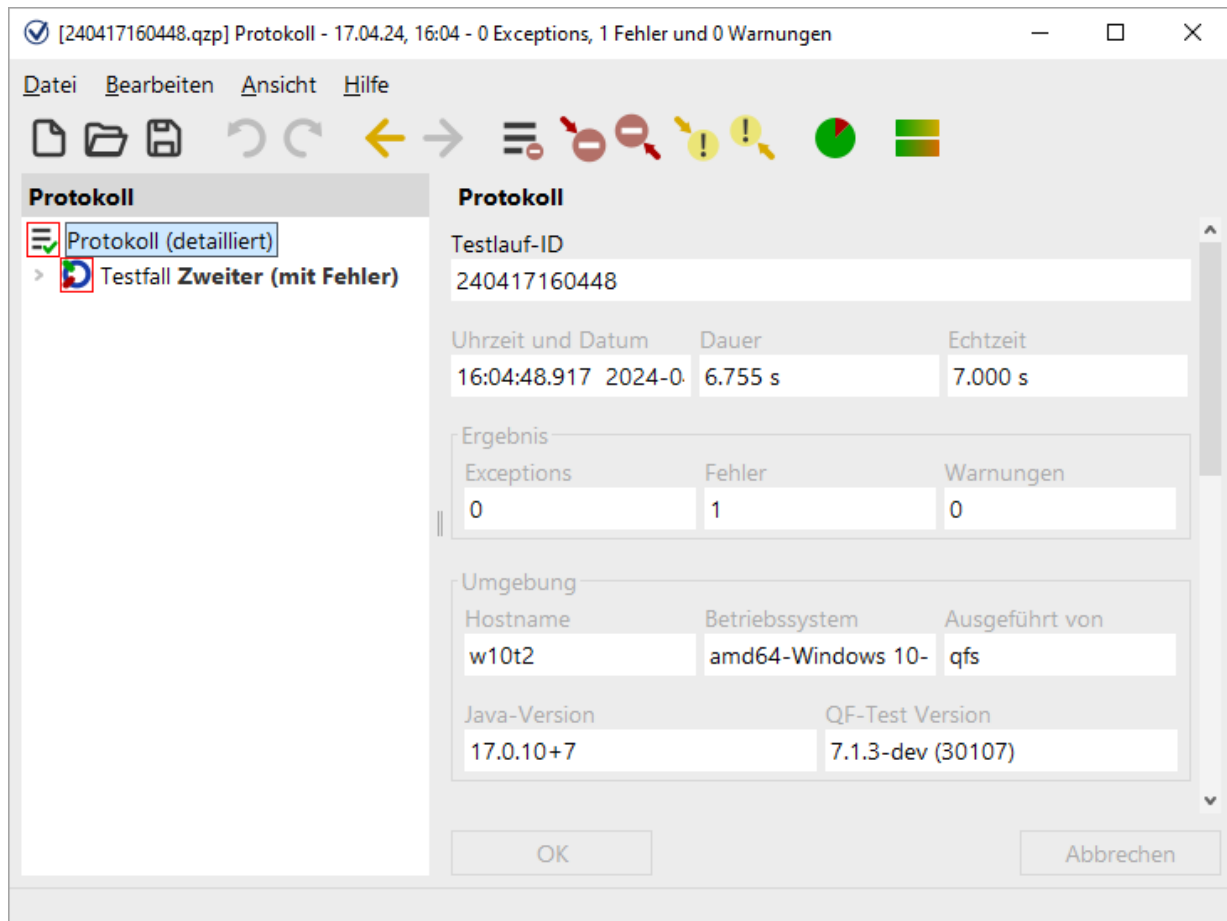 [240417160448.qzp] Protokoll - 17.04.24, 16:04 - 0 Exceptions, 1 Fehler und 0 Warnungen
Datei Bearbeiten Ansicht Hilfe
Protokoll
Protokoll (detailliert)
Testfall Zweiter (mit Fehler)
Protokoll
Testlauf-ID
240417160448
Uhrzeit und Datum Dauer Echtzeit
16:04:48.917 2024-0 6.755 s 7.000 s
Ergebnis
Exceptions Fehler Warnungen
0 1 0
Umgebung
Hostname Betriebssystem Ausgeführt von
w10t2 amd64-Windows 10- qfs
Java-Version QF-Test Version
17.0.10+7 7.1.3-dev (30107)
OK Abbrechen